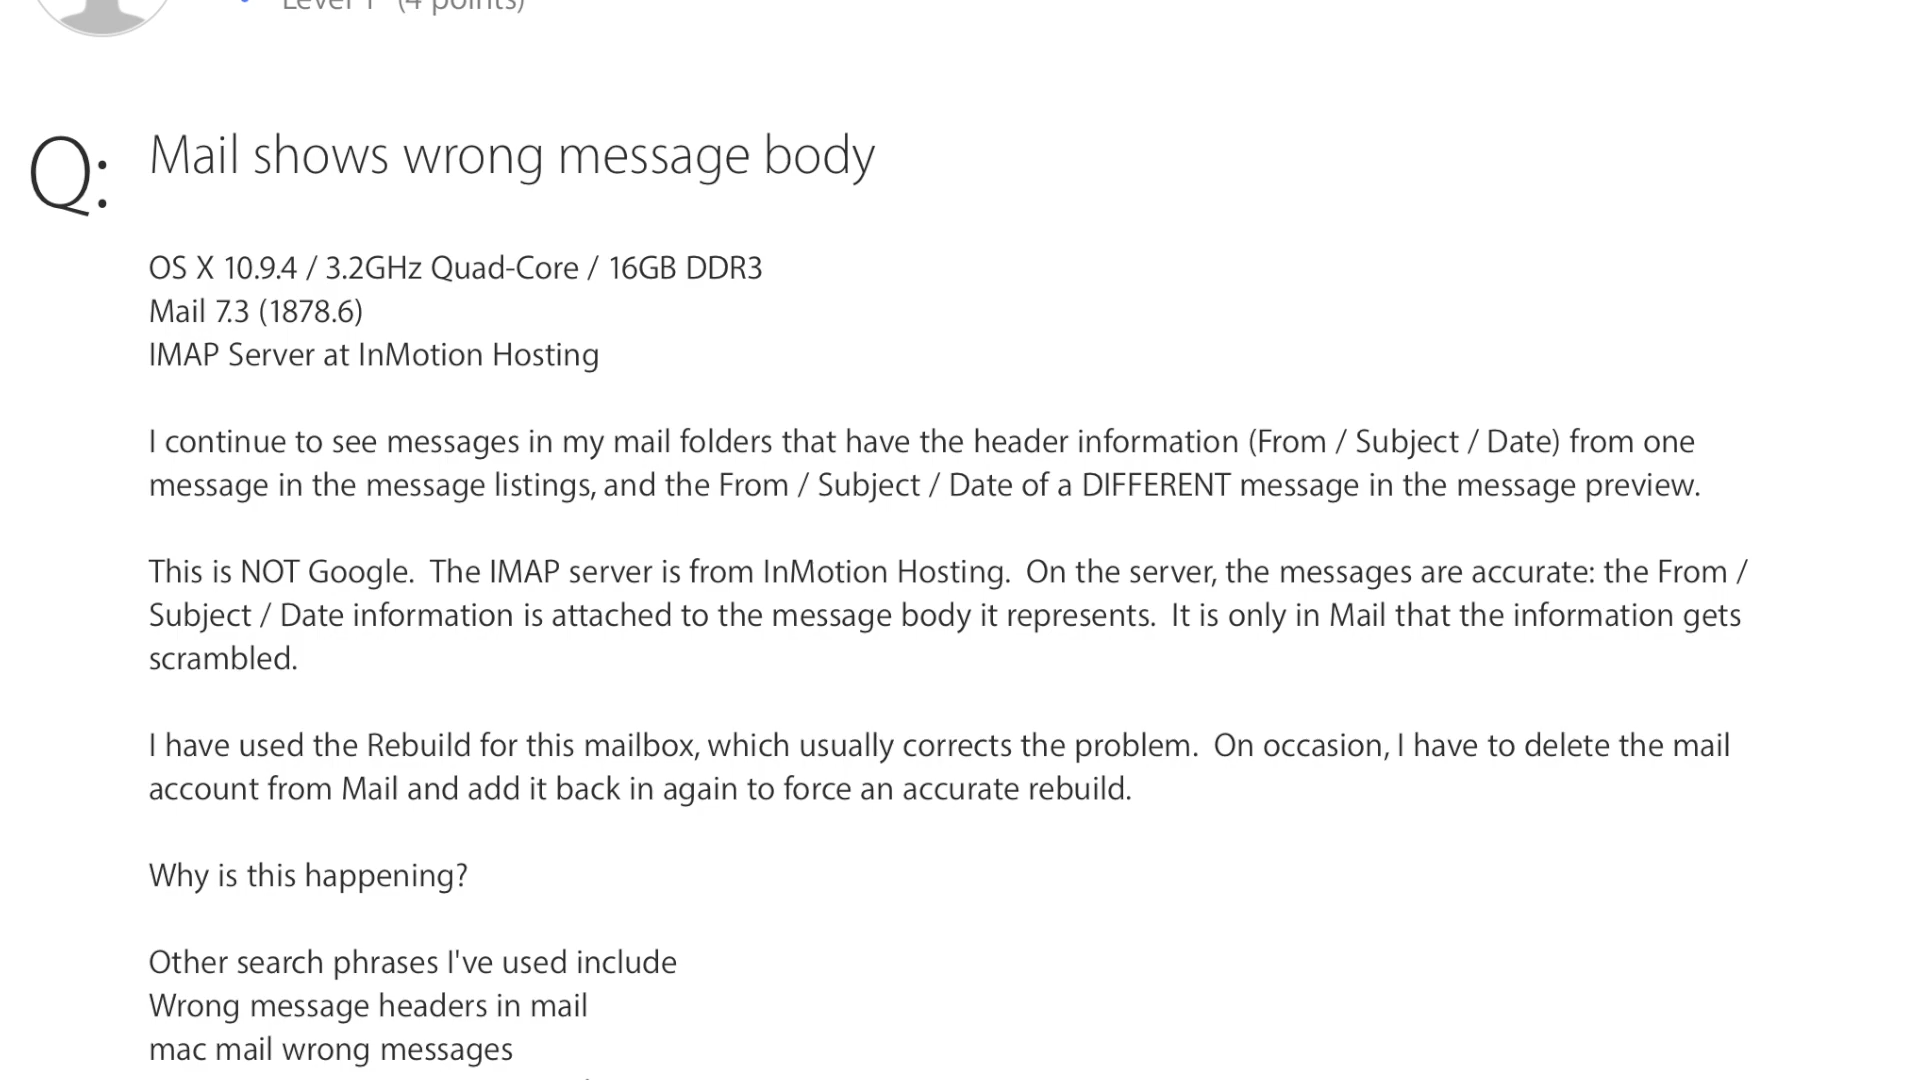 Level 1 (4 points)
Q: Mail shows wrong message body
OS X 10.9.4 / 3.2GHz Quad-Core / 16GB DDR3
Mail 7.3 (1878.6)
IMAP Server at InMotion Hosting
I continue to see messages in my mail folders that have the header information (From / Subject / Date) from one
message in the message listings, and the From / Subject / Date of a DIFFERENT message in the message preview.
This is NOT Google.  The IMAP server is from InMotion Hosting.  On the server, the messages are accurate: the From /
Subject / Date information is attached to the message body it represents.  It is only in Mail that the information gets
scrambled.
I have used the Rebuild for this mailbox, which usually corrects the problem.  On occasion, I have to delete the mail
account from Mail and add it back in again to force an accurate rebuild.
Why is this happening?
Other search phrases I've used include
Wrong message headers in mail
mac mail wrong messages